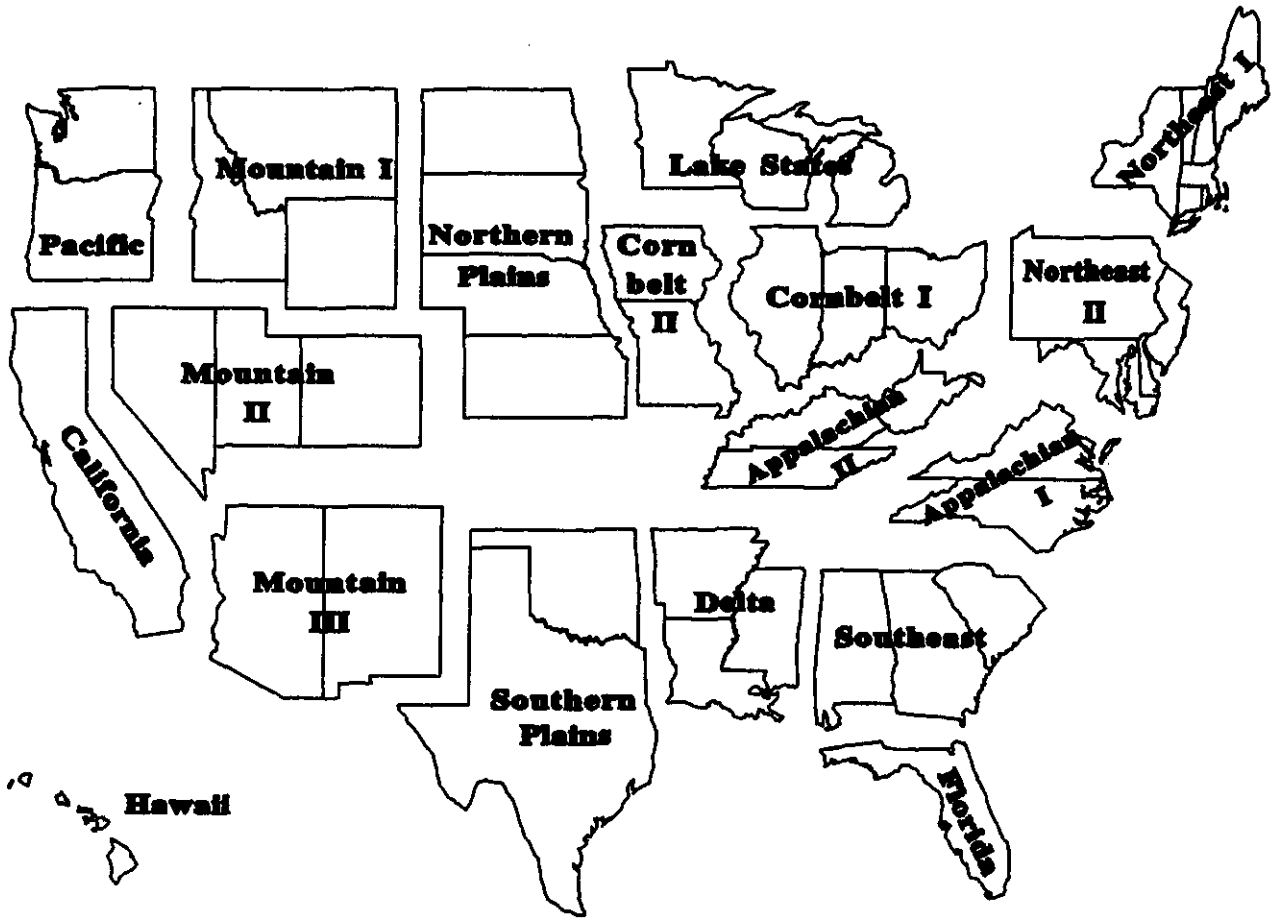 Northeast I
Mountain I
Lake States
Pacific
Northern
Plains
Corn
belt
II
Cornbelt I
Northeast
II
Mountain
II
California
Appalachian
II
Appalachian
I
Mountain
III
Delta
Southeast
Southern
Plains
Hawaii
Florida